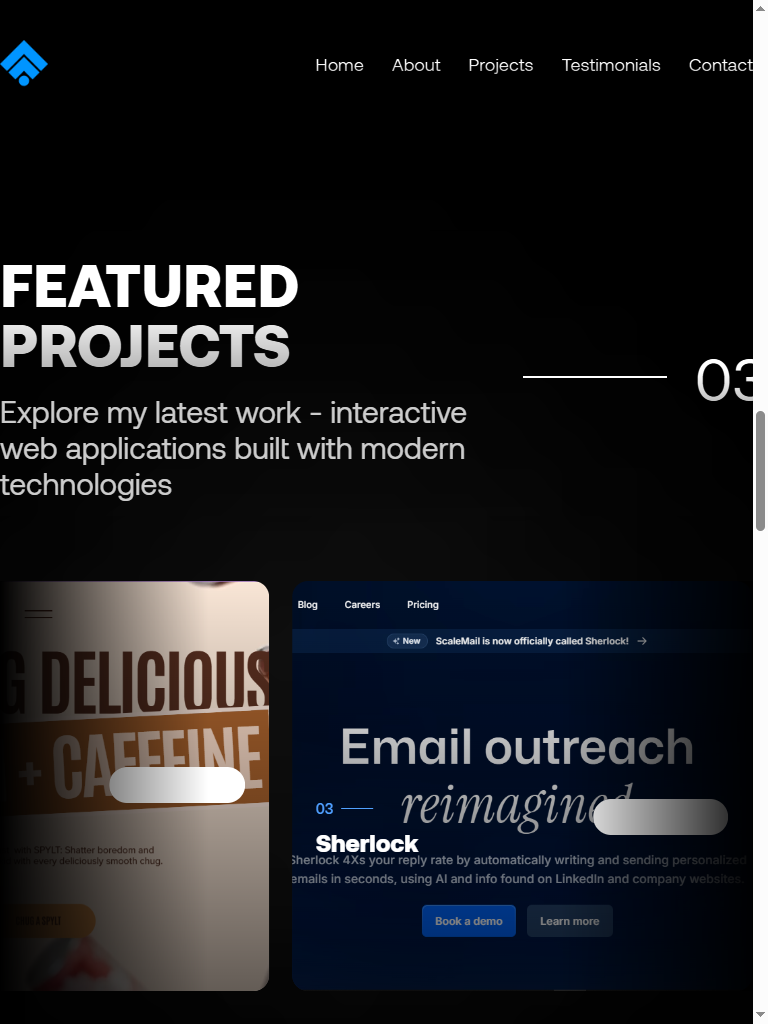 Home About Projects Testimonials Contact
FEATURED
PROJECTS
03
Explore my latest work - interactive
web applications built with modern
technologies
G DELICIOUS
+ CAFFEINE
with SPYLT: Shatter boredom and
with every deliciously smooth chug.
Blog Careers Pricing
New ScaleMail is now officially called Sherlock! →
Email outreach
reimagined
03
Sherlock
Sherlock 4Xs your reply rate by automatically writing and sending personalized
emails in seconds, using AI and info found on LinkedIn and company websites.
Book a demo Learn more